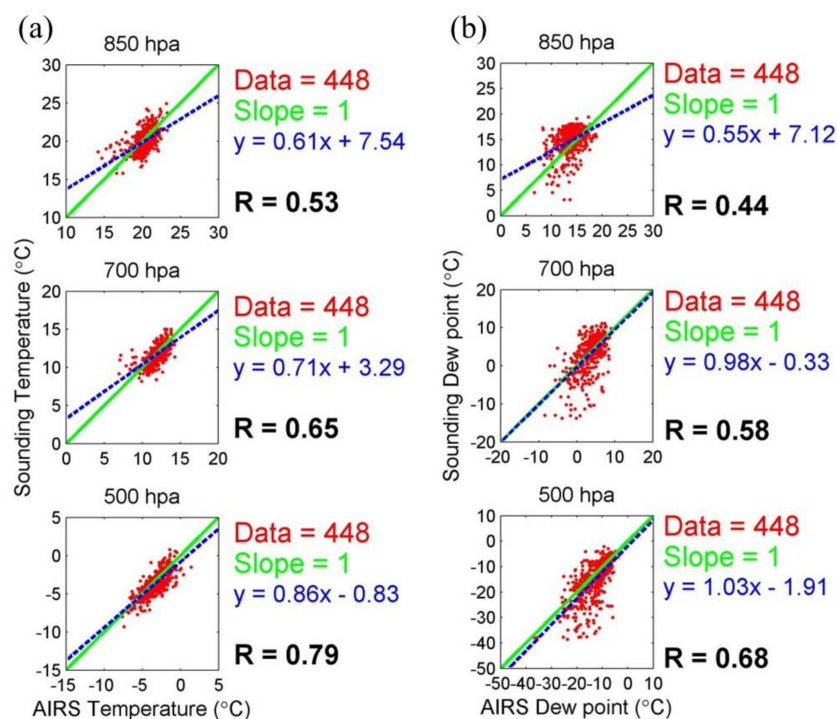 (a)
850 hpa
30
25
20
15
10
10 15 20 25 30
Data = 448
Slope = 1
y = 0.61x + 7.54
R = 0.53
700 hpa
20
15
10
5
0
0 5 10 15 20
Data = 448
Slope = 1
y = 0.71x + 3.29
R = 0.65
500 hpa
5
0
-5
-10
-15
-15 -10 -5 0 5
Data = 448
Slope = 1
y = 0.86x - 0.83
R = 0.79
Sounding Temperature (°C)
AIRS Temperature (°C)
(b)
850 hpa
30
25
20
15
10
5
0
0 5 10 15 20 25 30
Data = 448
Slope = 1
y = 0.55x + 7.12
R = 0.44
700 hpa
20
10
0
-10
-20
-20 -10 0 10 20
Data = 448
Slope = 1
y = 0.98x - 0.33
R = 0.58
500 hpa
10
0
-10
-20
-30
-40
-50
-50-40-30-20-10 0 10
Data = 448
Slope = 1
y = 1.03x - 1.91
R = 0.68
Sounding Dew point (°C)
AIRS Dew point (°C)